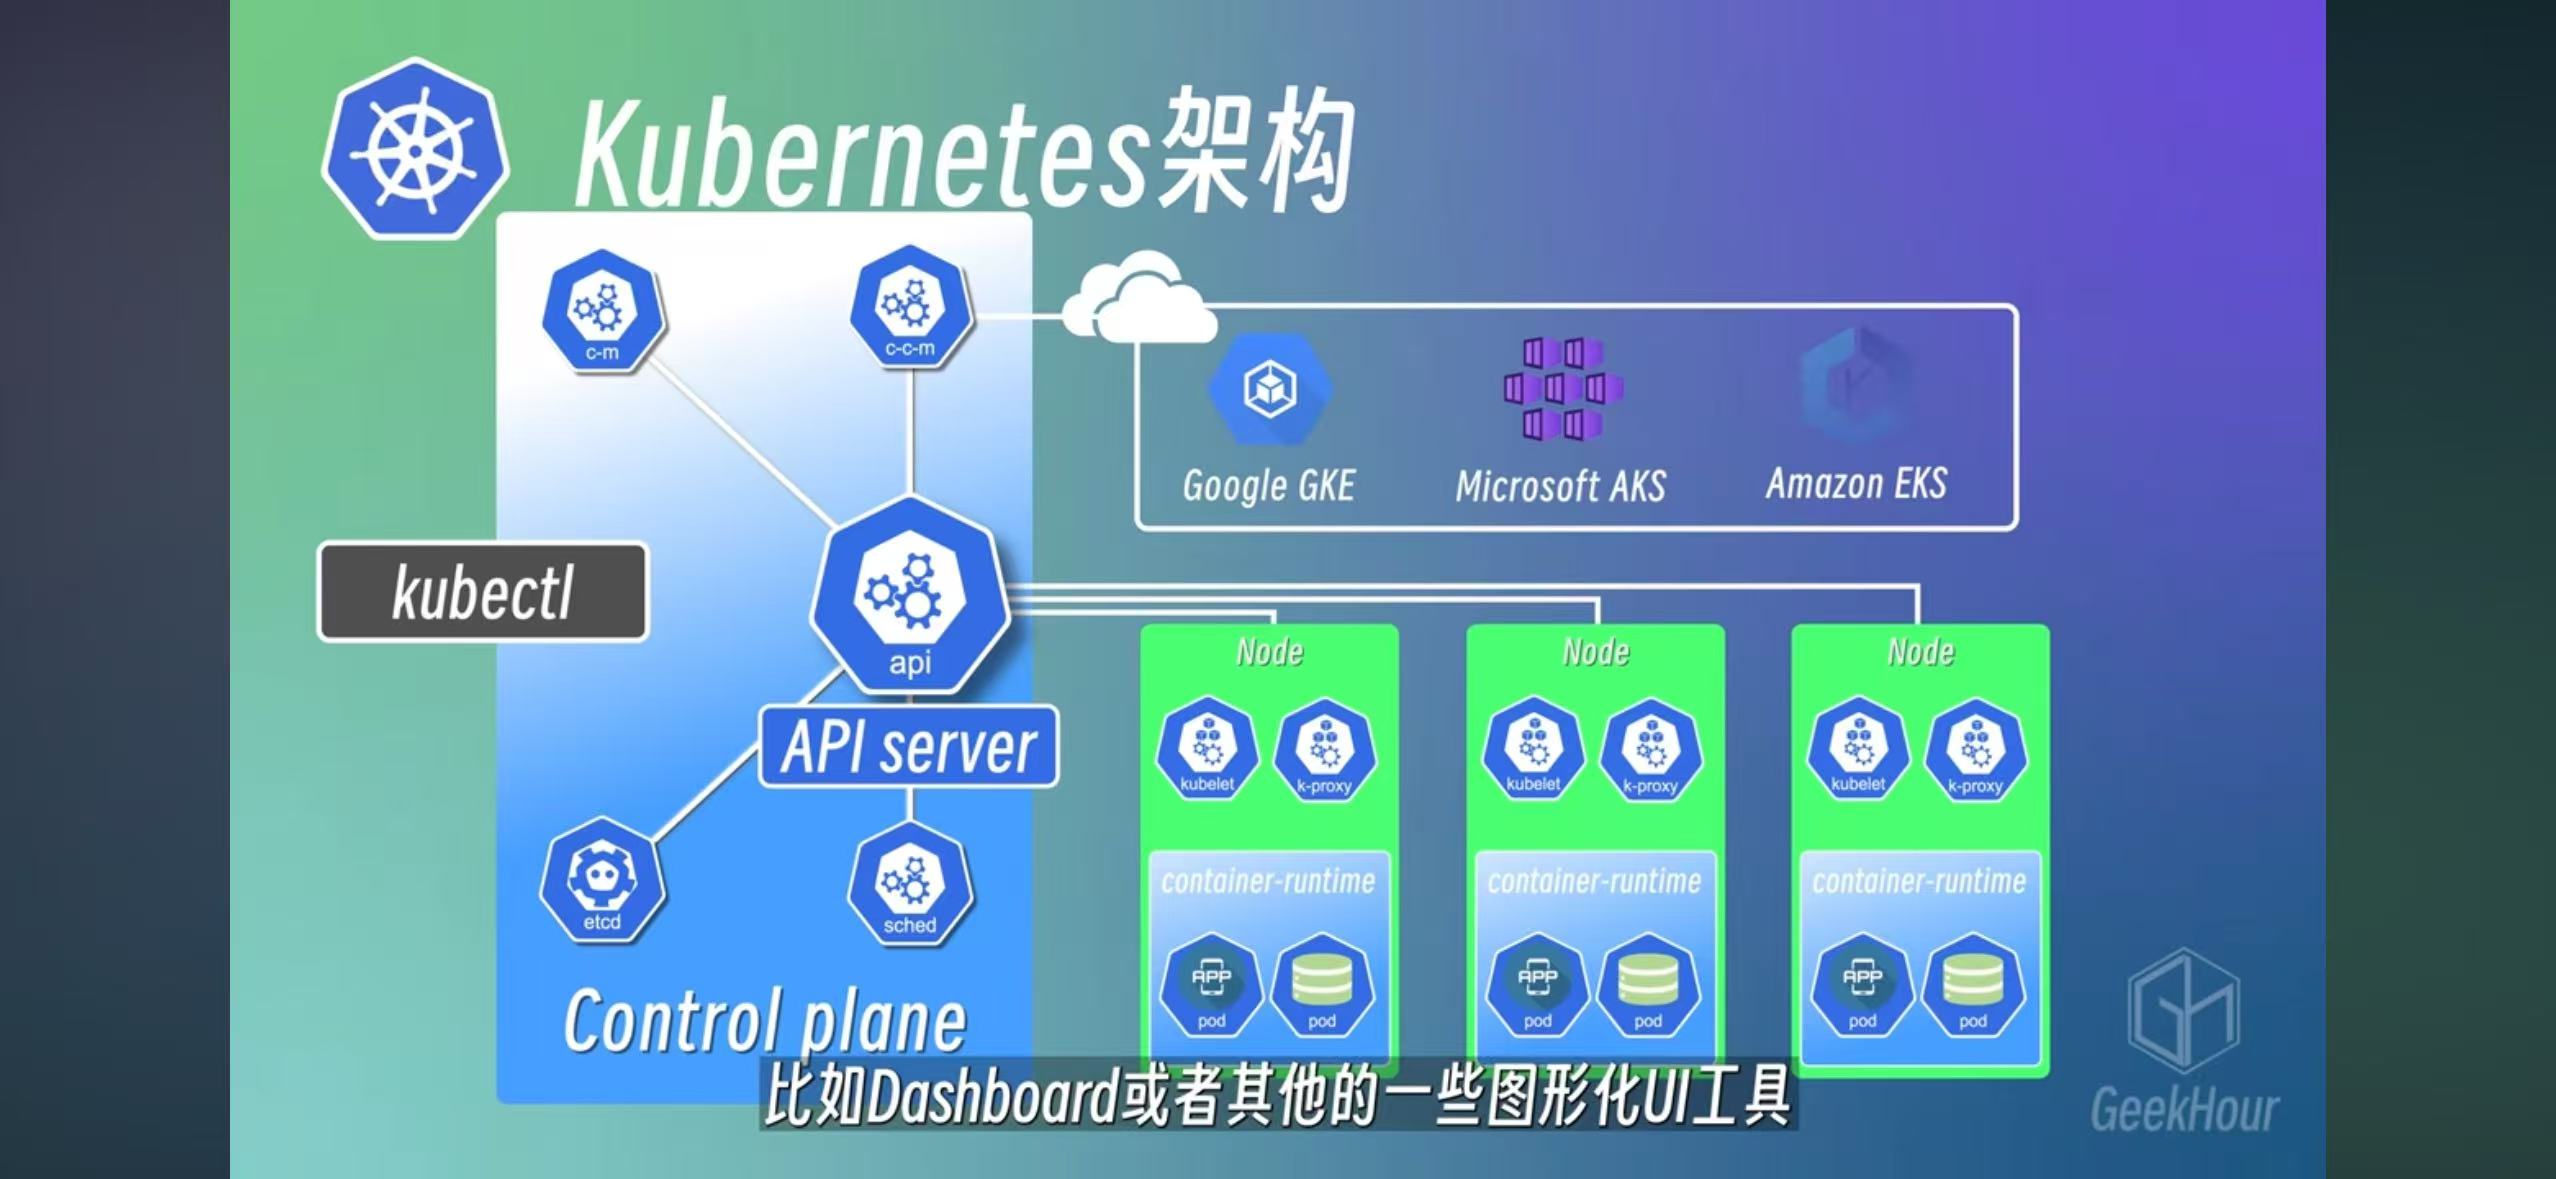 Kubernetes架构
c-m
c-c-m
Google GKE
Microsoft AKS
Amazon EKS
kubectl
api
API server
etcd
sched
Control plane
Node
kubelet
k-proxy
container-runtime
APP
pod
pod
Node
kubelet
k-proxy
container-runtime
APP
pod
pod
Node
kubelet
k-proxy
container-runtime
APP
pod
pod
比如Dashboard或者其他的一些图形化UI工具
GeekHour